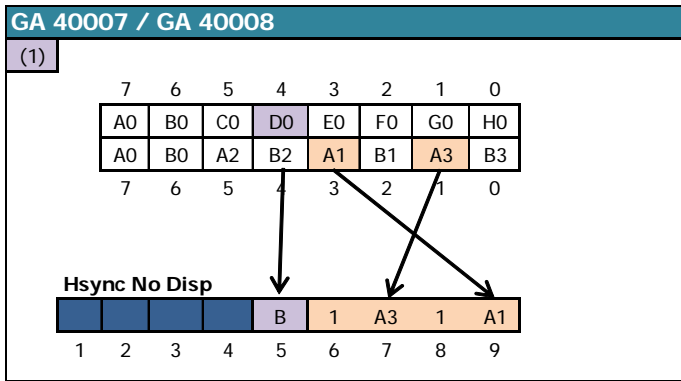 GA 40007 / GA 40008
(1)
7 6 5 4 3 2 1 0
A0 B0 C0 D0 E0 F0 G0 H0
A0 B0 A2 B2 A1 B1 A3 B3
7 6 5 4 3 2 1 0
Hsync No Disp
B 1 A3 1 A1
1 2 3 4 5 6 7 8 9